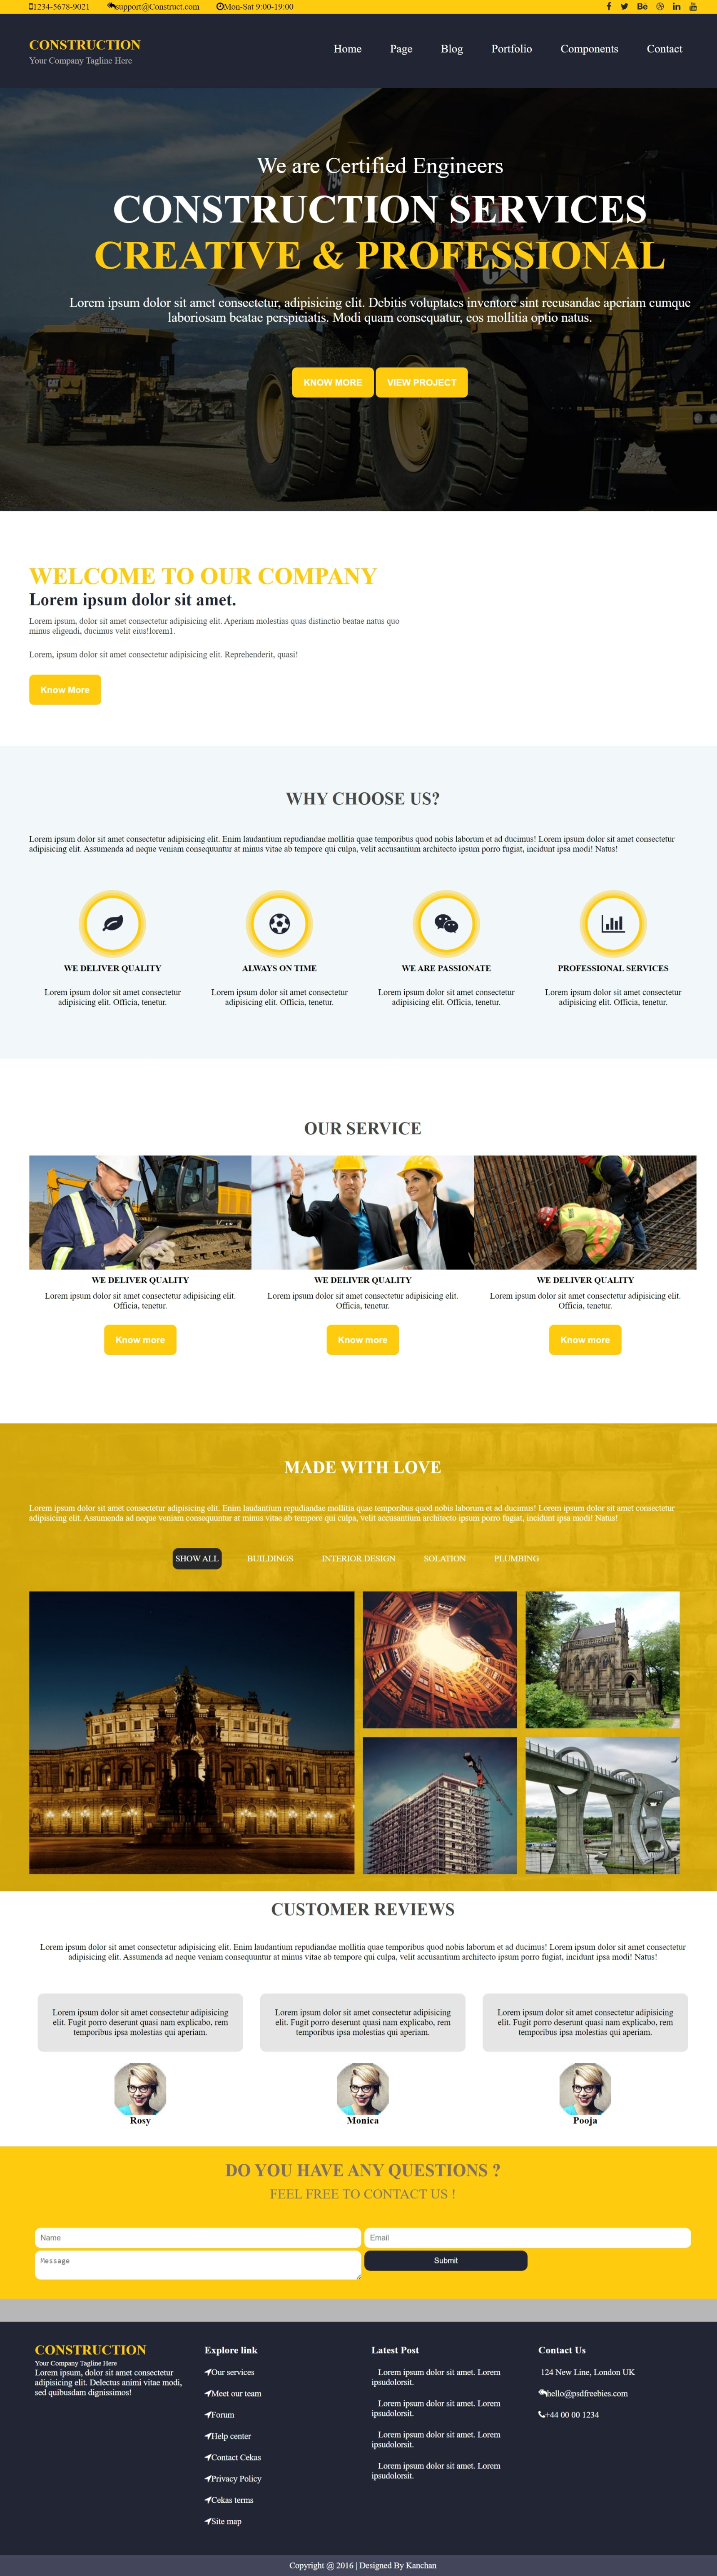 1234-5678-9021 support@Construct.com Mon-Sat 9:00-19:00
CONSTRUCTION
Your Company Tagline Here
Home Page Blog Portfolio Components Contact
We are Certified Engineers
CONSTRUCTION SERVICES
CREATIVE & PROFESSIONAL
Lorem ipsum dolor sit amet consectetur, adipisicing elit. Debitis voluptates inventore sint recusandae aperiam cumque
laboriosam beatae perspiciatis. Modi quam consequatur, eos mollitia optio natus.
KNOW MORE VIEW PROJECT
WELCOME TO OUR COMPANY
Lorem ipsum dolor sit amet.
Lorem ipsum, dolor sit amet consectetur adipisicing elit. Aperiam molestias quas distinctio beatae natus quo
minus eligendi, ducimus velit eius!lorem1.
Lorem, ipsum dolor sit amet consectetur adipisicing elit. Reprehenderit, quasi!
Know More
WHY CHOOSE US?
Lorem ipsum dolor sit amet consectetur adipisicing elit. Enim laudantium repudiandae mollitia quae temporibus quod nobis laborum et ad ducimus! Lorem ipsum dolor sit amet consectetur
adipisicing elit. Assumenda ad neque veniam consequuntur at minus vitae ab tempore qui culpa, velit accusantium architecto ipsum porro fugiat, incidunt ipsa modi! Natus!
WE DELIVER QUALITY
Lorem ipsum dolor sit amet consectetur
adipisicing elit. Officia, tenetur.
ALWAYS ON TIME
Lorem ipsum dolor sit amet consectetur
adipisicing elit. Officia, tenetur.
WE ARE PASSIONATE
Lorem ipsum dolor sit amet consectetur
adipisicing elit. Officia, tenetur.
PROFESSIONAL SERVICES
Lorem ipsum dolor sit amet consectetur
adipisicing elit. Officia, tenetur.
OUR SERVICE
WE DELIVER QUALITY
Lorem ipsum dolor sit amet consectetur adipisicing elit.
Officia, tenetur.
Know more
WE DELIVER QUALITY
Lorem ipsum dolor sit amet consectetur adipisicing elit.
Officia, tenetur.
Know more
WE DELIVER QUALITY
Lorem ipsum dolor sit amet consectetur adipisicing elit.
Officia, tenetur.
Know more
MADE WITH LOVE
Lorem ipsum dolor sit amet consectetur adipisicing elit. Enim laudantium repudiandae mollitia quae temporibus quod nobis laborum et ad ducimus! Lorem ipsum dolor sit amet consectetur
adipisicing elit. Assumenda ad neque veniam consequuntur at minus vitae ab tempore qui culpa, velit accusantium architecto ipsum porro fugiat, incidunt ipsa modi! Natus!
SHOW ALL BUILDINGS INTERIOR DESIGN SOLATION PLUMBING
CUSTOMER REVIEWS
Lorem ipsum dolor sit amet consectetur adipisicing elit. Enim laudantium repudiandae mollitia quae temporibus quod nobis laborum et ad ducimus! Lorem ipsum dolor sit amet consectetur
adipisicing elit. Assumenda ad neque veniam consequuntur at minus vitae ab tempore qui culpa, velit accusantium architecto ipsum porro fugiat, incidunt ipsa modi! Natus!
Lorem ipsum dolor sit amet consectetur adipisicing
elit. Fugit porro deserunt quasi nam explicabo, rem
temporibus ipsa molestias qui aperiam.
Rosy
Lorem ipsum dolor sit amet consectetur adipisicing
elit. Fugit porro deserunt quasi nam explicabo, rem
temporibus ipsa molestias qui aperiam.
Monica
Lorem ipsum dolor sit amet consectetur adipisicing
elit. Fugit porro deserunt quasi nam explicabo, rem
temporibus ipsa molestias qui aperiam.
Pooja
DO YOU HAVE ANY QUESTIONS ?
FEEL FREE TO CONTACT US !
Name Email
Message Submit
CONSTRUCTION
Your Company Tagline Here
Lorem ipsum, dolor sit amet consectetur
adipisicing elit. Delectus animi vitae modi,
sed quibusdam dignissimos!
Explore link
Our services
Meet our team
Forum
Help center
Contact Cekas
Privacy Policy
Cekas terms
Site map
Latest Post
Lorem ipsum dolor sit amet. Lorem
ipsudolorsit.
Lorem ipsum dolor sit amet. Lorem
ipsudolorsit.
Lorem ipsum dolor sit amet. Lorem
ipsudolorsit.
Lorem ipsum dolor sit amet. Lorem
ipsudolorsit.
Contact Us
124 New Line, London UK
hello@psdfreebies.com
+44 00 00 1234
Copyright @ 2016 | Designed By Kanchan